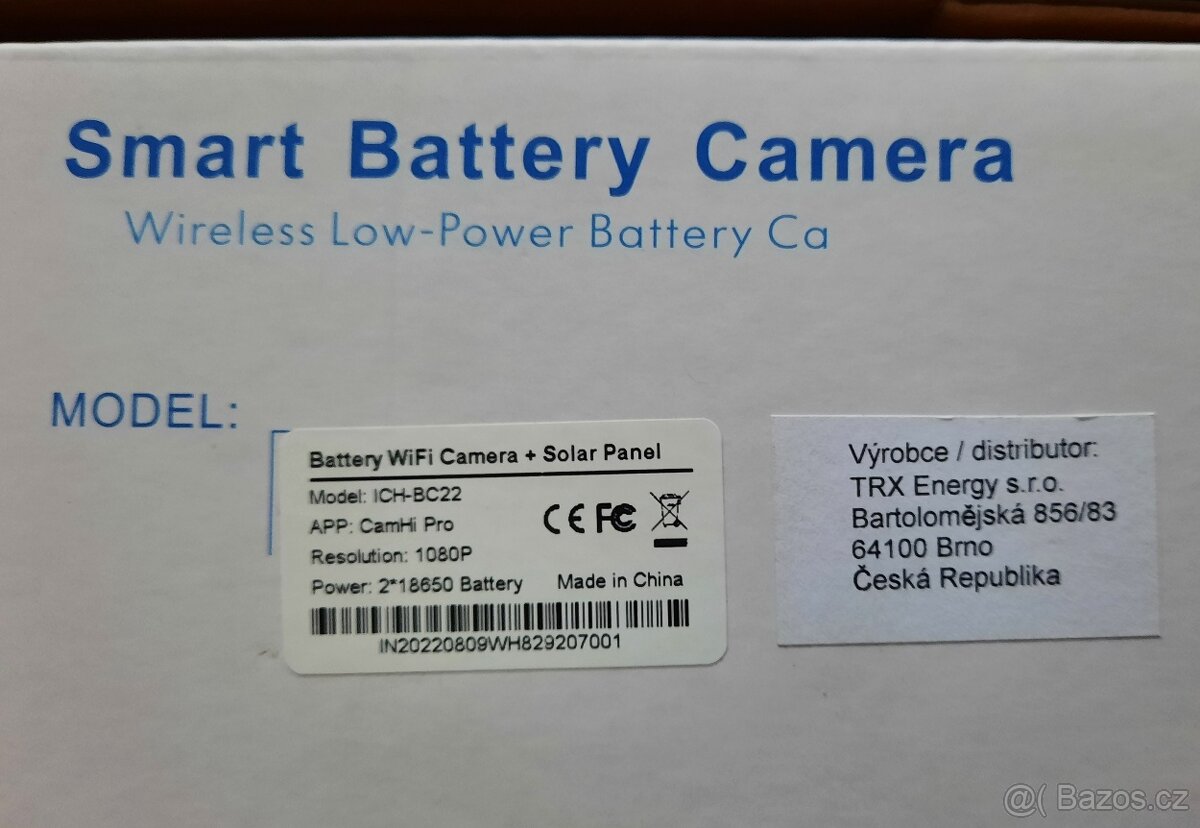 Smart Battery Camera
Wireless Low-Power Battery Ca
MODEL:
Battery WiFi Camera + Solar Panel
Model: ICH-BC22
APP: CamHi Pro
Resolution: 1080P
Power: 2*18650 Battery
Made in China
CE FC
IN20220809WH829207001
Výrobce / distributor:
TRX Energy s.r.o.
Bartolomějská 856/83
64100 Brno
Česká Republika
@( Bazos.cz